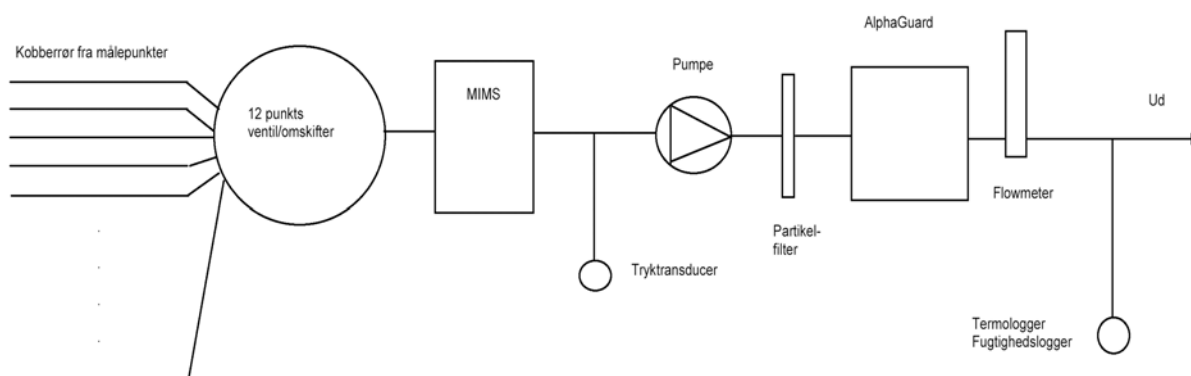 Kobberrør fra målepunkter
12 punkts
ventil/omskifter
MIMS
Tryktransducer
Pumpe
Partikel-
filter
AlphaGuard
Flowmeter
Termologger
Fugtighedslogger
Ud